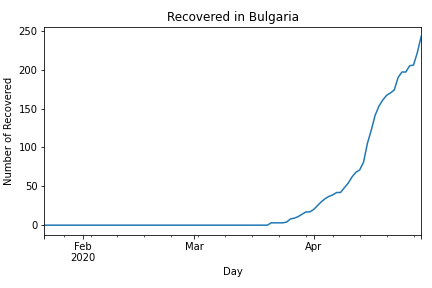 Recovered in Bulgaria
250
200
150
100
50
0
Number of Recovered
Feb
2020
Mar
Apr
Day